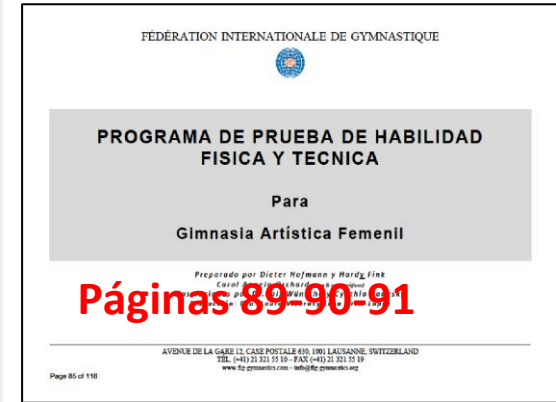 FÉDÉRATION INTERNATIONALE DE GYMNASTIQUE
PROGRAMA DE PRUEBA DE HABILIDAD
FISICA Y TECNICA
Para
Gimnasia Artística Femenil
Preparado por Dieter Hofmann y Hardy Fink
Carol
Páginas 89-90-91
AVENUE DE LA GARE 12, CASE POSTALE 630, 1001 LAUSANNE, SWITZERLAND
TÉL. (+41) 21 321 55 10 – FAX (+41) 21 321 55 19
www.fig-gymnastics.com – info@fig-gymnastics.org
Page 85 of 118